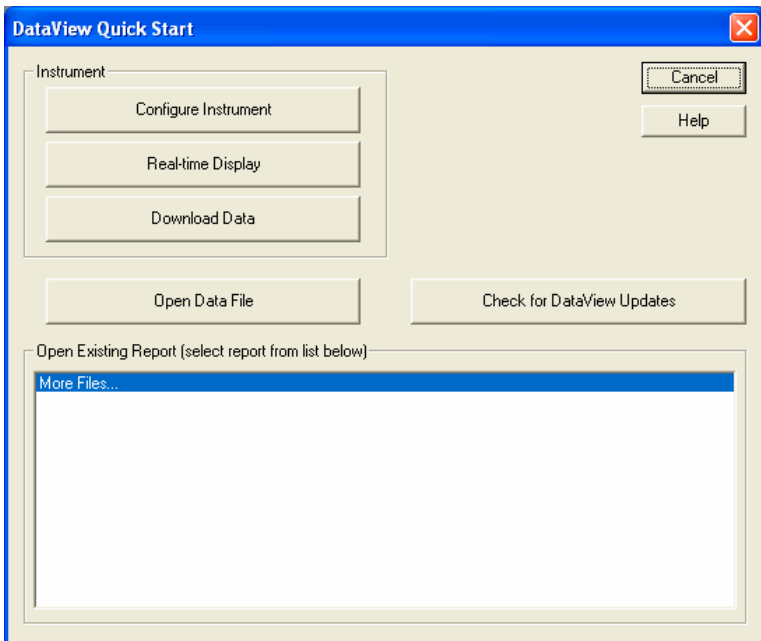 DataView Quick Start
Instrument
Configure Instrument
Real-time Display
Download Data
Cancel
Help
Open Data File
Check for DataView Updates
Open Existing Report (select report from list below)
More Files...